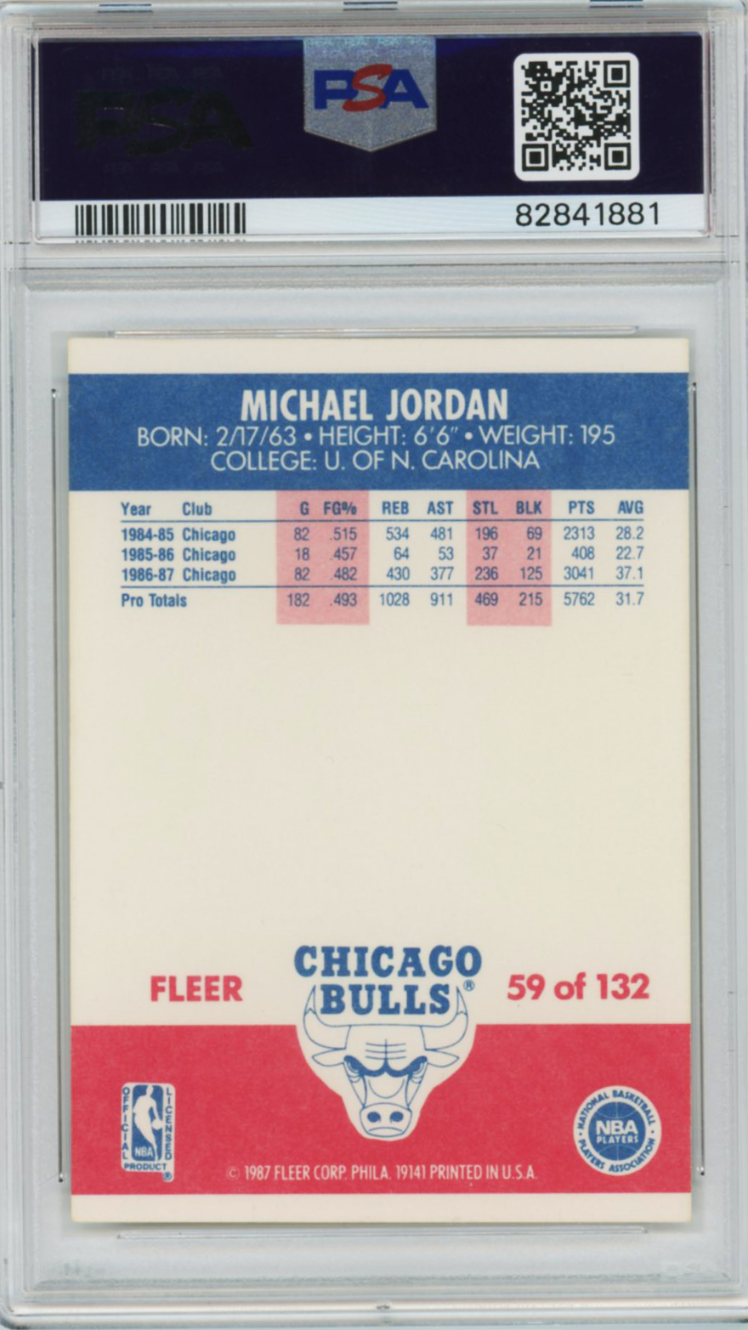 PSA
PSA
82841881
MICHAEL JORDAN
BORN: 2/17/63 • HEIGHT: 6'6" • WEIGHT: 195
COLLEGE: U. OF N. CAROLINA
Year Club G FG% REB AST STL BLK PTS AVG
1984-85 Chicago 82 .515 534 481 196 69 2313 28.2
1985-86 Chicago 18 .457 64 53 37 21 408 22.7
1986-87 Chicago 82 .482 430 377 236 125 3041 37.1
Pro Totals 182 .493 1028 911 469 215 5762 31.7
CHICAGO
BULLS®
FLEER
59 of 132
OFFICIAL LICENSED
NBA
PRODUCT ®
NATIONAL BASKETBALL
NBA
PLAYERS
PLAYERS ASSOCIATION
© 1987 FLEER CORP. PHILA. 19141 PRINTED IN U.S.A.